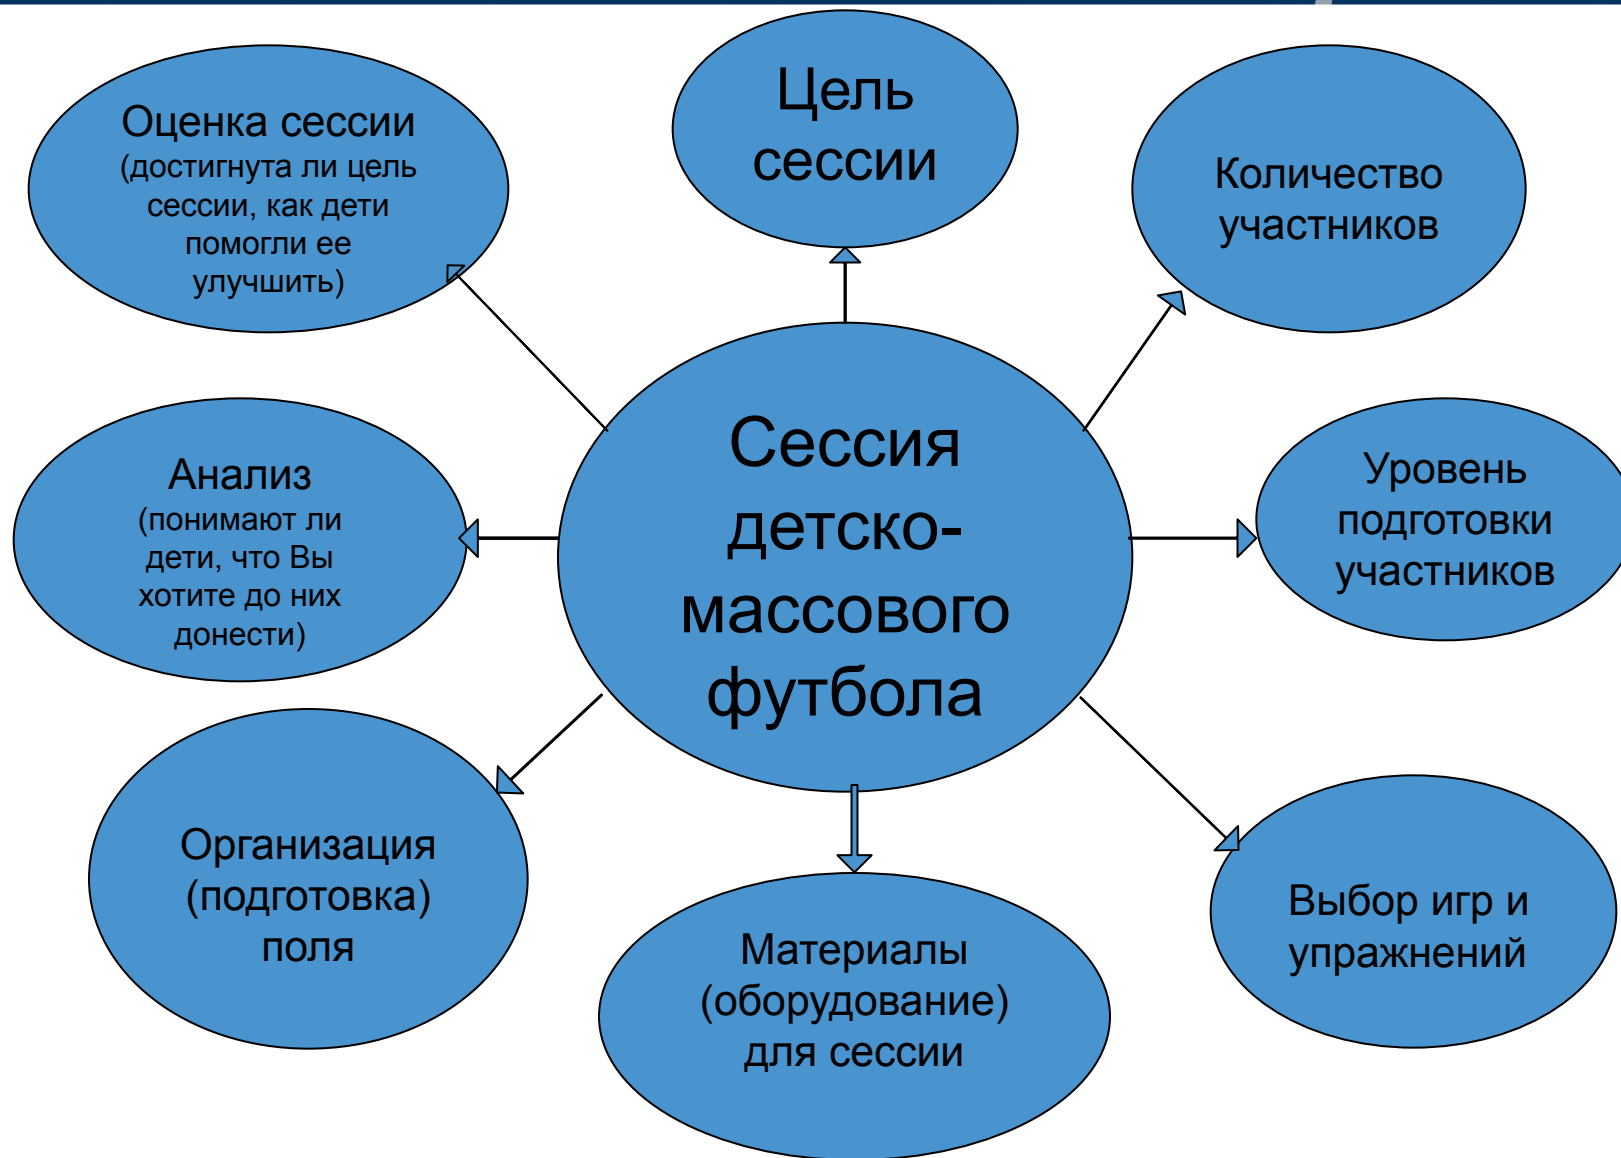 Оценка сессии
(достигнута ли цель
сессии, как дети
помогли ее
улучшить)
Цель
сессии
Количество
участников
Сессия
детско-
массового
футбола
Анализ
(понимают ли
дети, что Вы
хотите до них
донести)
Уровень
подготовки
участников
Организация
(подготовка)
поля
Материалы
(оборудование)
для сессии
Выбор игр и
упражнений